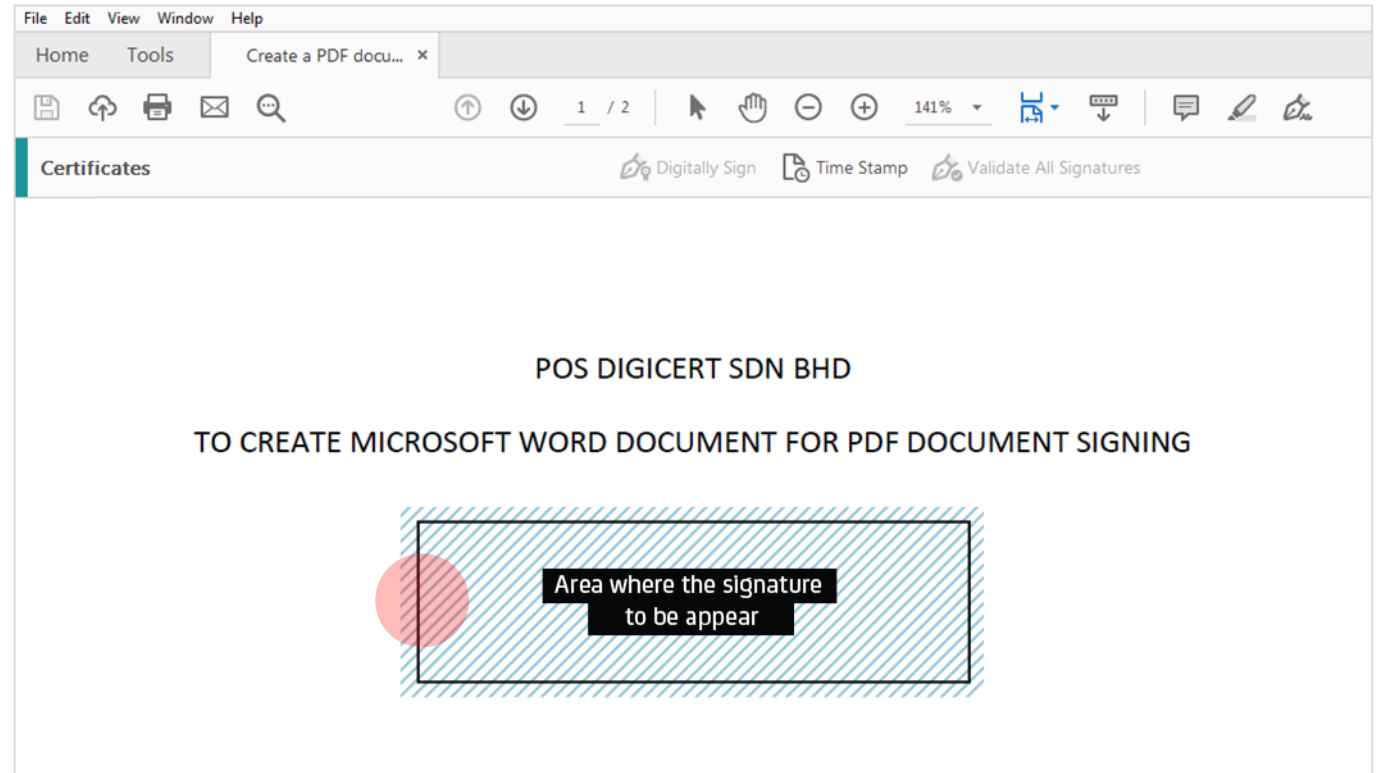 File Edit View Window Help
Home Tools Create a PDF docu... ×
1 / 2 141%
Certificates Digitally Sign Time Stamp Validate All Signatures
POS DIGICERT SDN BHD
TO CREATE MICROSOFT WORD DOCUMENT FOR PDF DOCUMENT SIGNING
Area where the signature
to be appear